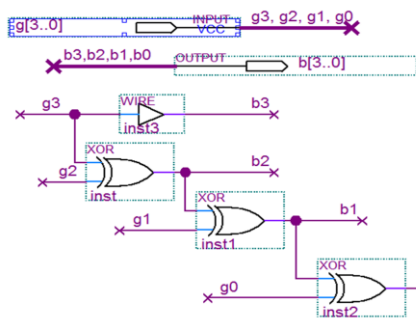 g[3..0] INPUT VCC g3, g2, g1, g0
b3,b2,b1,b0 OUTPUT b[3..0]
g3 WIRE b3
inst3
XOR
g2 b2
inst XOR
g1 b1
inst1 XOR
g0
inst2